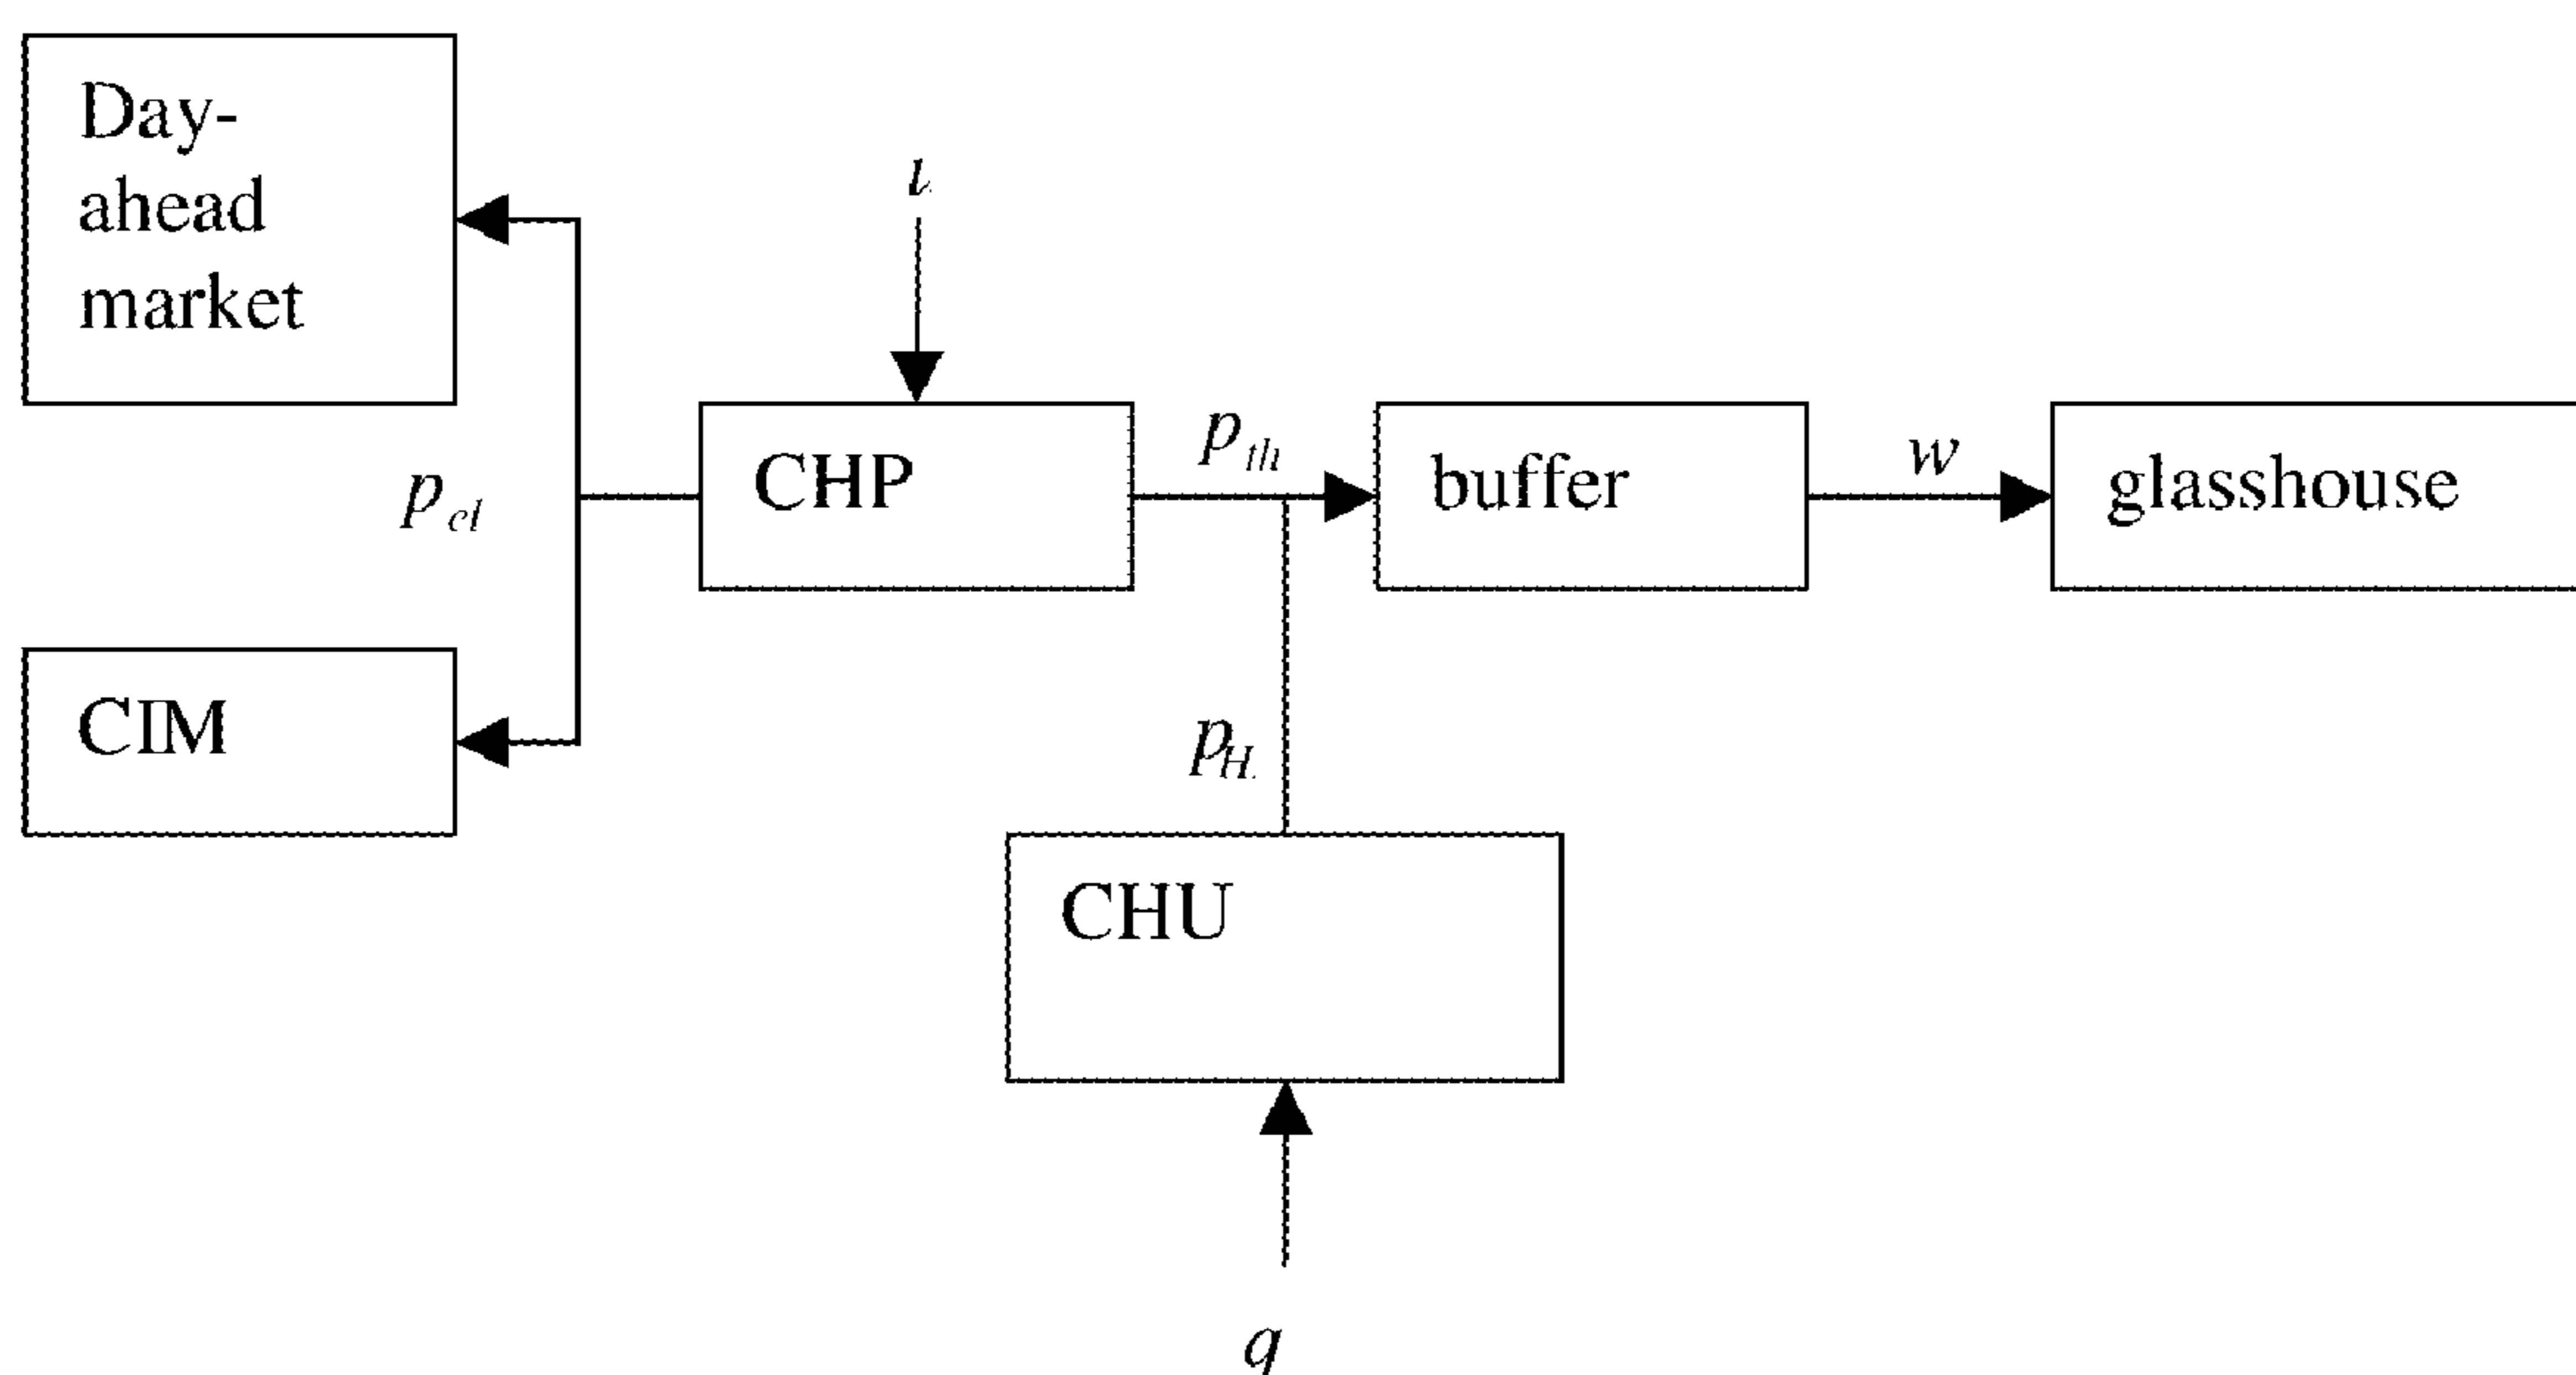 Day-
ahead
market
CHP
p_th
buffer
w
glasshouse
p_el
CIM
p_H
CHU
q